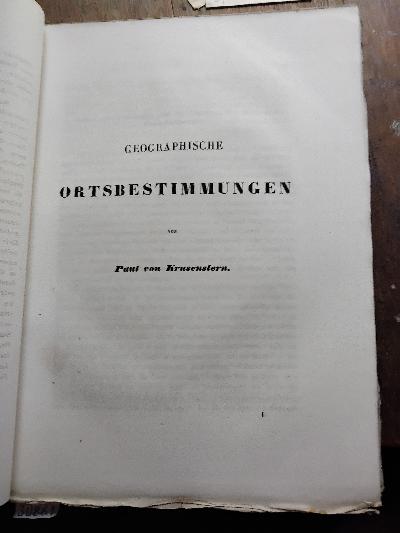 GEOGRAPHISCHE
ORTSBESTIMMUNGEN
von
Paul von Krusenstern.